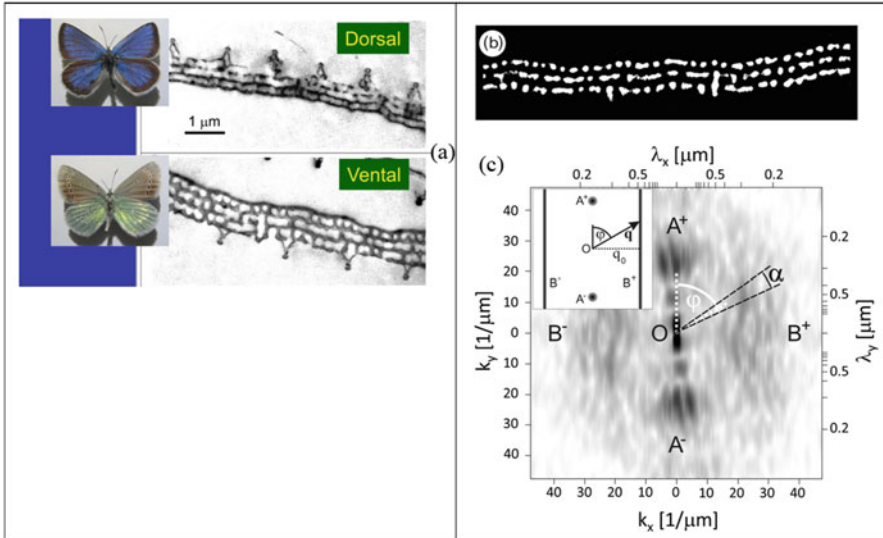 Dorsal
1 μm
(a)
Vental
(b)
(c)
λx [μm]
0.2 0.5 0.5 0.2
40
30
20
10
0
10
20
30
40
ky [1/μm]
A⁺
φ
q
O
q₀
B⁻
B⁺
A⁻
A⁺
φ
α
B⁻
O
B⁺
A⁻
0.2
0.5
0.5
0.2
λy [μm]
40 30 20 10 0 10 20 30 40
kx [1/μm]